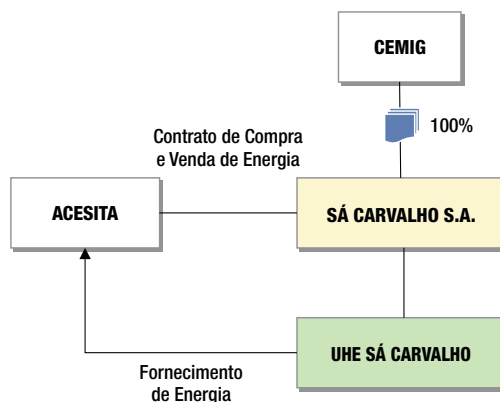 CEMIG
100%
Contrato de Compra
e Venda de Energia
ACESITA
SÁ CARVALHO S.A.
UHE SÁ CARVALHO
Fornecimento
de Energia